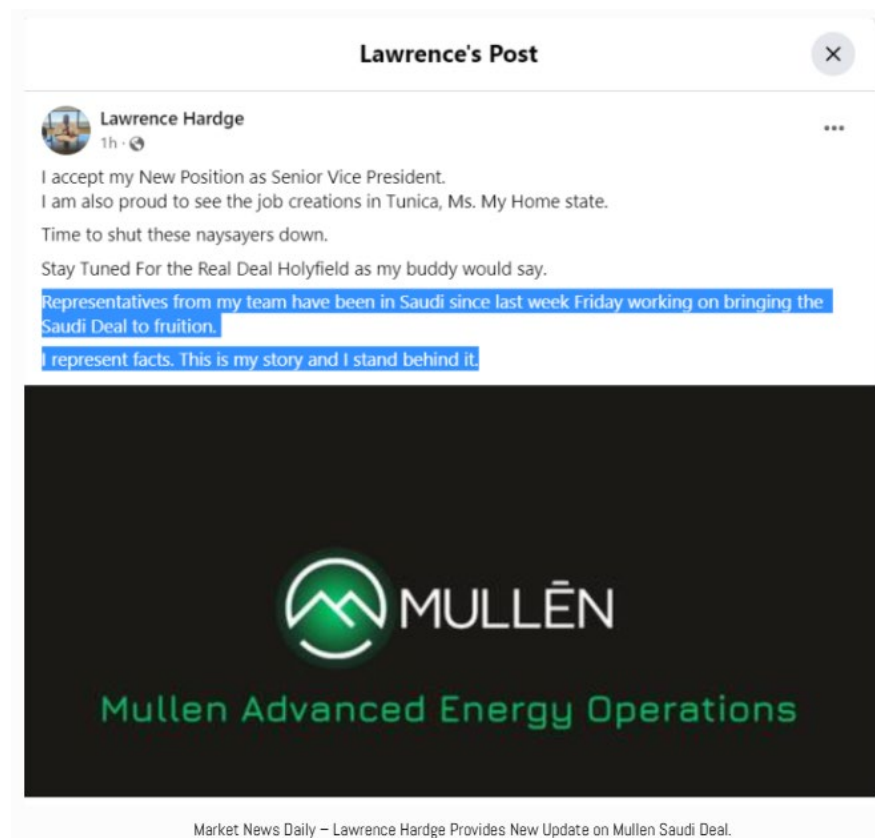 Lawrence's Post
Lawrence Hardge
1h ·
I accept my New Position as Senior Vice President.
I am also proud to see the job creations in Tunica, Ms. My Home state.
Time to shut these naysayers down.
Stay Tuned For the Real Deal Holyfield as my buddy would say.
Representatives from my team have been in Saudi since last week Friday working on bringing the
Saudi Deal to fruition.
I represent facts. This is my story and I stand behind it.
MULLĒN
Mullen Advanced Energy Operations
Market News Daily – Lawrence Hardge Provides New Update on Mullen Saudi Deal.